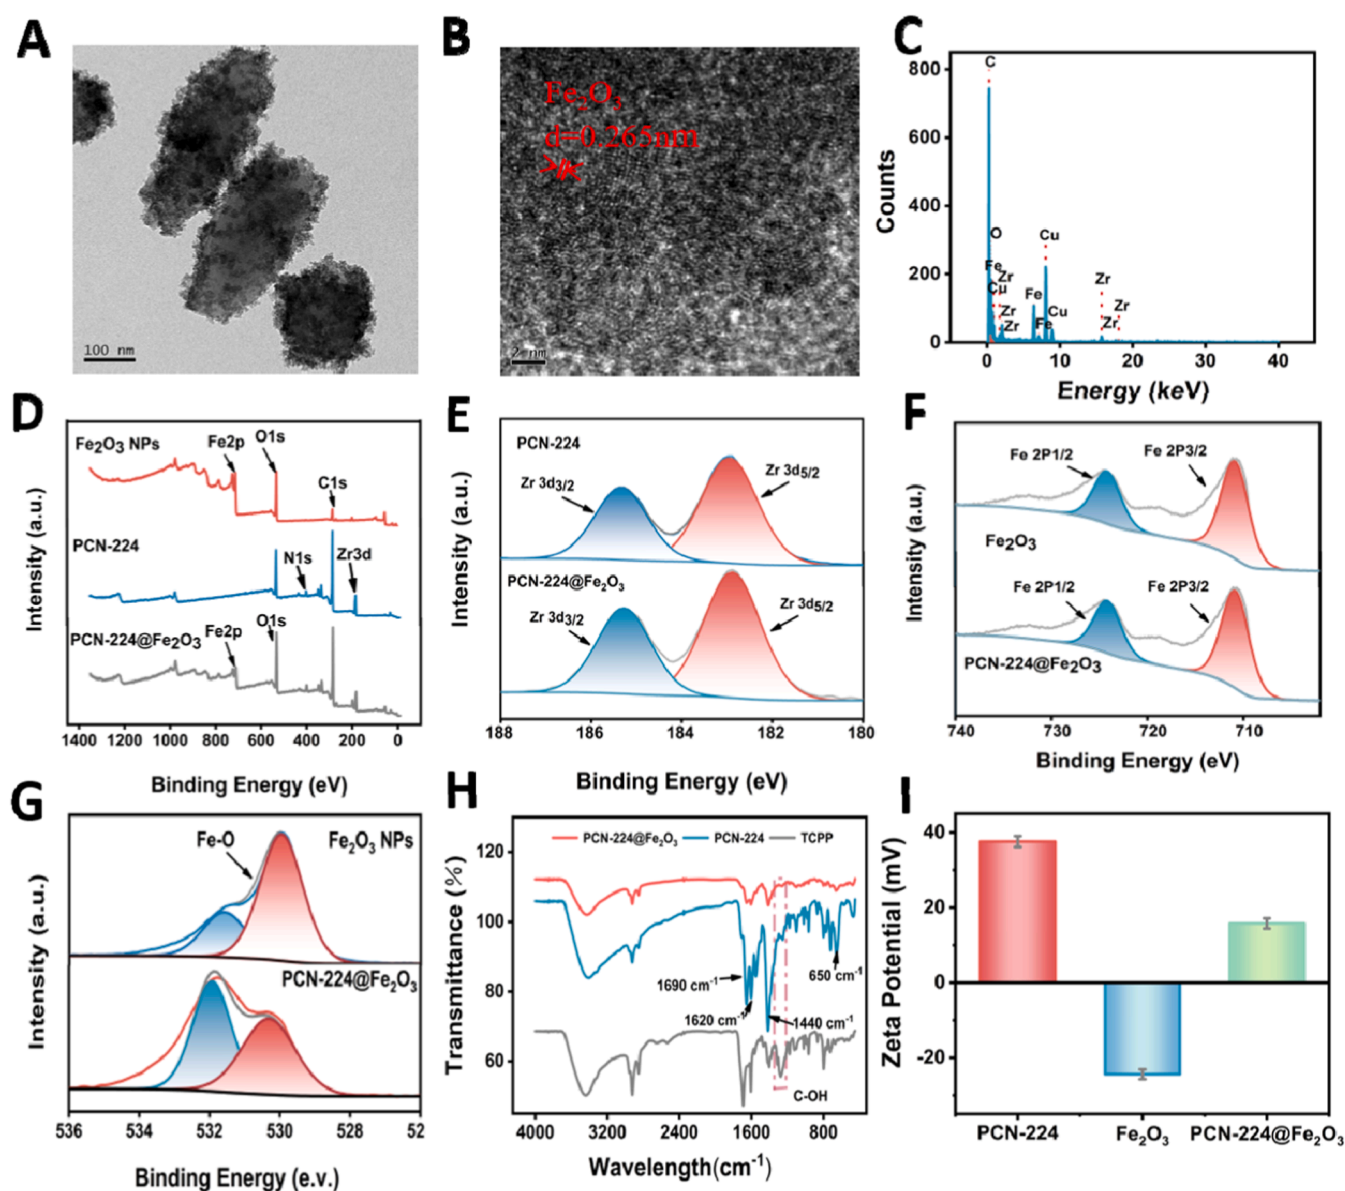 A
100 nm
B
Fe₂O₃
d=0.265nm
2 nm
C
Counts
800
600
400
200
0
C
O
Fe
Zr
Cu
Zr
Zr
Fe
Fe
Cu
Cu
Zr
Zr
Zr
0 10 20 30 40
Energy (keV)
D
Intensity (a.u.)
Fe₂O₃ NPs
Fe2p
O1s
C1s
PCN-224
N1s
Zr3d
PCN-224@Fe₂O₃
Fe2p
O1s
1400 1200 1000 800 600 400 200 0
Binding Energy (eV)
E
Intensity (a.u.)
PCN-224
Zr 3d₃/₂
Zr 3d₅/₂
PCN-224@Fe₂O₃
Zr 3d₃/₂
Zr 3d₅/₂
188 186 184 182 180
Binding Energy (eV)
F
Intensity (a.u.)
Fe 2P1/2
Fe 2P3/2
Fe₂O₃
Fe 2P1/2
Fe 2P3/2
PCN-224@Fe₂O₃
740 730 720 710
Binding Energy (eV)
G
Intensity (a.u.)
Fe-O
Fe₂O₃ NPs
PCN-224@Fe₂O₃
536 534 532 530 528 52
Binding Energy (e.v.)
H
Transmittance (%)
PCN-224@Fe₂O₃ PCN-224 TCPP
120
100
80
60
1690 cm⁻¹
1620 cm⁻¹
1440 cm⁻¹
650 cm⁻¹
C-OH
4000 3200 2400 1600 800
Wavelength(cm⁻¹)
I
Zeta Potential (mV)
40
20
0
-20
PCN-224 Fe₂O₃ PCN-224@Fe₂O₃